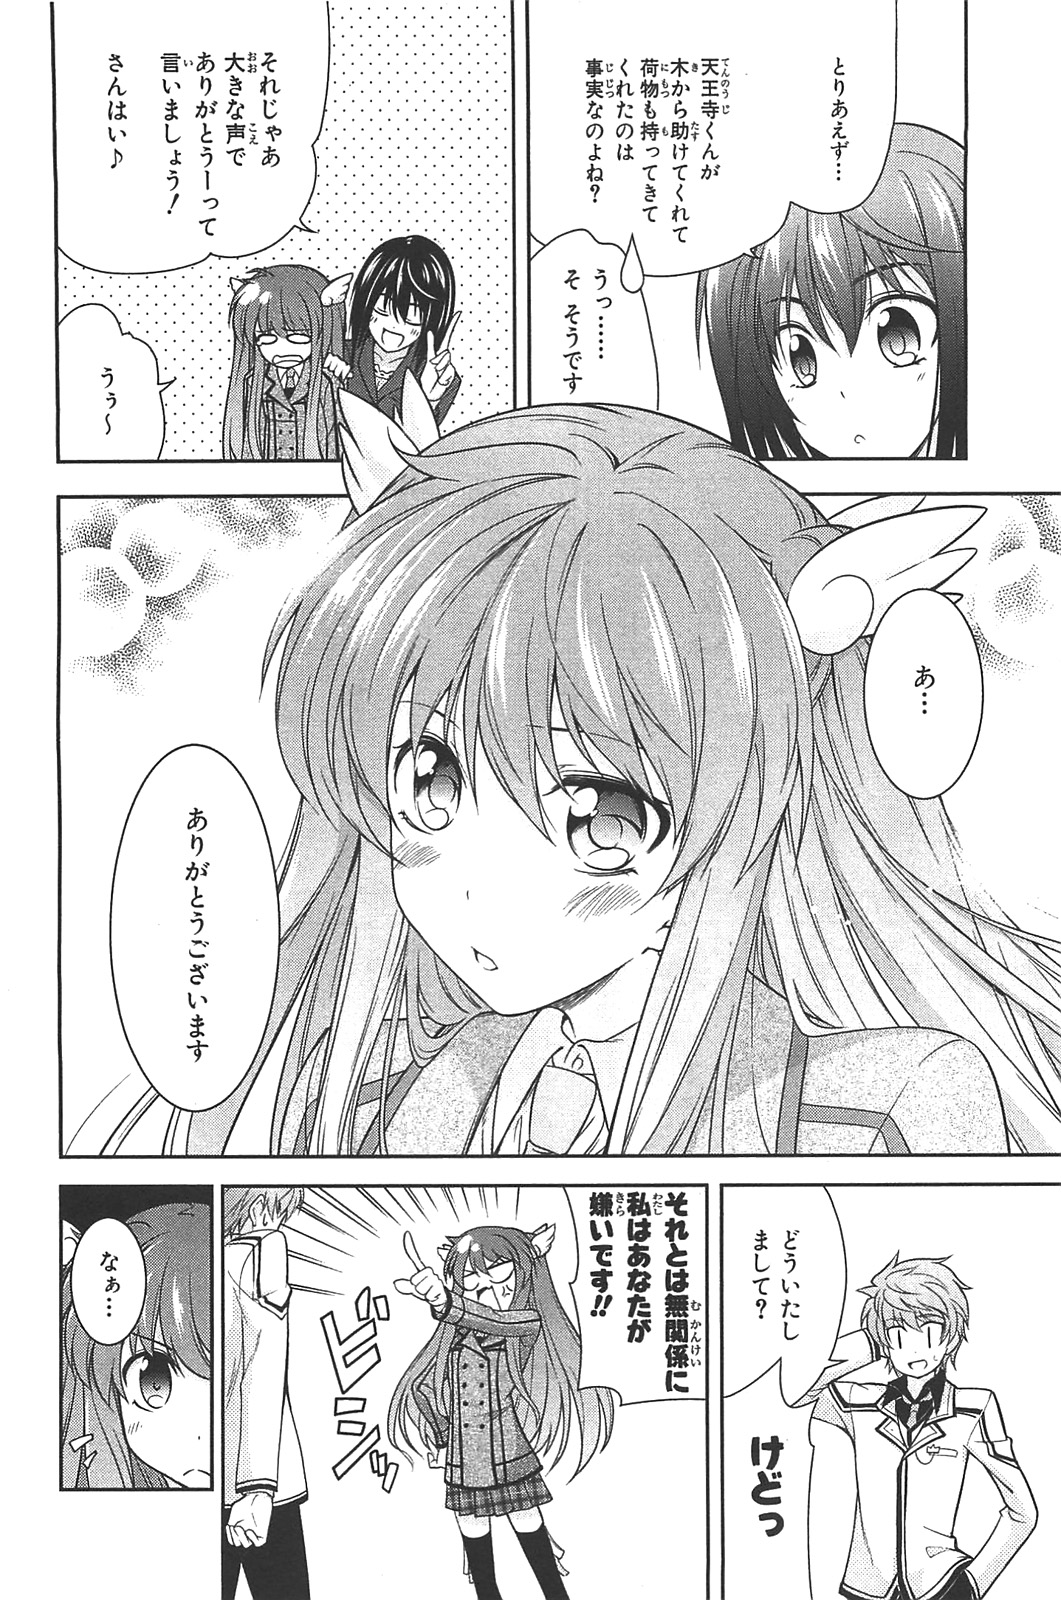 とりあえず…
天王寺くんが
木から助けてくれて
荷物も持ってきて
くれたのは
事実なのよね？
うっ……
そ そうです
それじゃあ
大きな声で
ありがとうーって
言いましょう！
さんはい♪
うぅ〜
あ…
ありがとうございます
どういたし
まして？
けどっ
それとは無関係に
私はあなたが
嫌いです!!
ビシッ
なぁ…